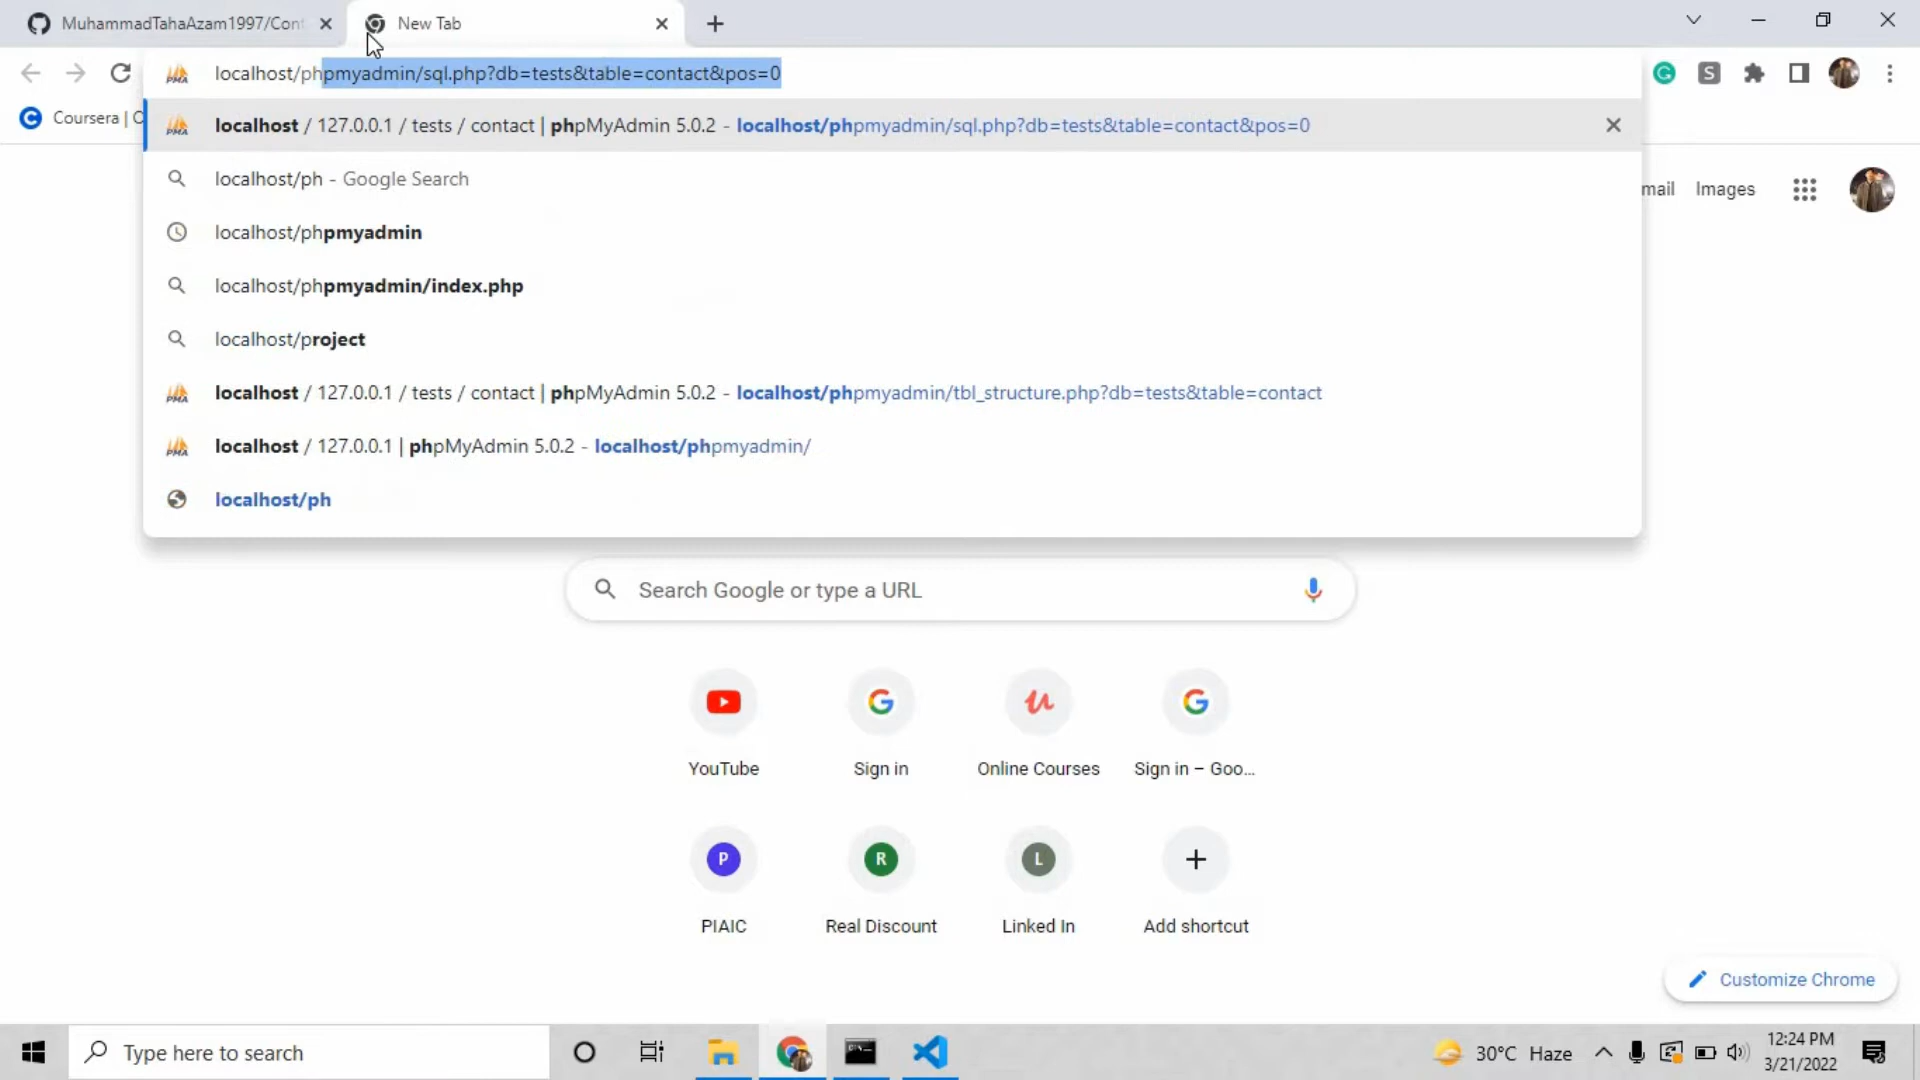 MuhammadTahaAzam1997/Cont
New Tab
localhost/phpmyadmin/sql.php?db=tests&table=contact&pos=0
G
S
Coursera | O
localhost / 127.0.0.1 / tests / contact | phpMyAdmin 5.0.2 - localhost/phpmyadmin/sql.php?db=tests&table=contact&pos=0
localhost/ph - Google Search
mail Images
localhost/phpmyadmin
localhost/phpmyadmin/index.php
localhost/project
localhost / 127.0.0.1 / tests / contact | phpMyAdmin 5.0.2 - localhost/phpmyadmin/tbl_structure.php?db=tests&table=contact
localhost / 127.0.0.1 | phpMyAdmin 5.0.2 - localhost/phpmyadmin/
localhost/ph
Search Google or type a URL
YouTube
Sign in
Online Courses
Sign in – Goo...
P
R
L
PIAIC
Real Discount
Linked In
Add shortcut
Customize Chrome
Type here to search
30°C Haze
12:24 PM
3/21/2022